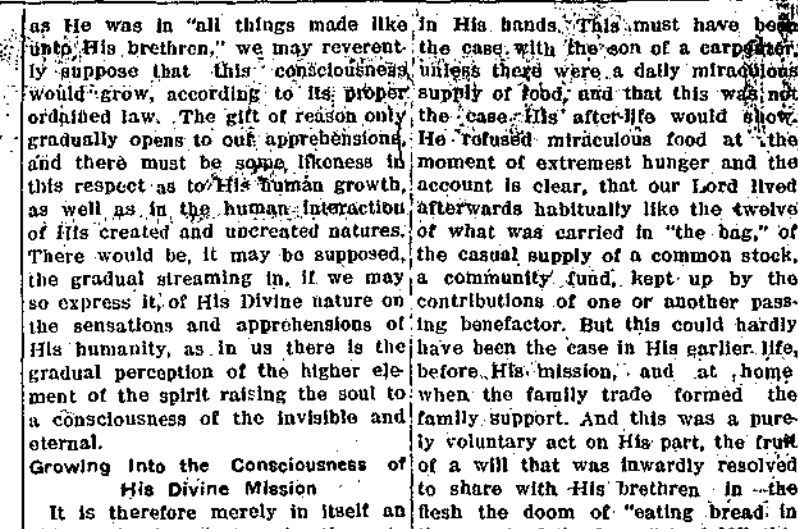 as He was in "all things made like
unto His brethren," we may reverent-
ly suppose that this consciousness
would grow, according to its proper
ordained law. The gift of reason only
gradually opens to our apprehensions,
and there must be some likeness in
this respect as to His human growth,
as well as in the human interaction
of His created and uncreated natures.
There would be, it may be supposed,
the gradual streaming in, if we may
so express it, of His Divine nature on
the sensations and apprehensions of
His humanity, as in us there is the
gradual perception of the higher ele-
ment of the spirit raising the soul to
a consciousness of the invisible and
eternal.
Growing Into the Consciousness of
His Divine Mission
It is therefore merely in itself an
in His hands. This must have been
the case with the son of a carpenter,
unless there were a daily miraculous
supply of food, and that this was not
the case His after-life would show.
He refused miraculous food at the
moment of extremest hunger and the
account is clear, that our Lord lived
afterwards habitually like the twelve
of what was carried in "the bag," of
the casual supply of a common stock,
a community fund, kept up by the
contributions of one or another pass-
ing benefactor. But this could hardly
have been the case in His earlier life,
before His mission, and at home
when the family trade formed the
family support. And this was a pure-
ly voluntary act on His part, the fruit
of a will that was inwardly resolved
to share with His brethren in the
flesh the doom of "eating bread in